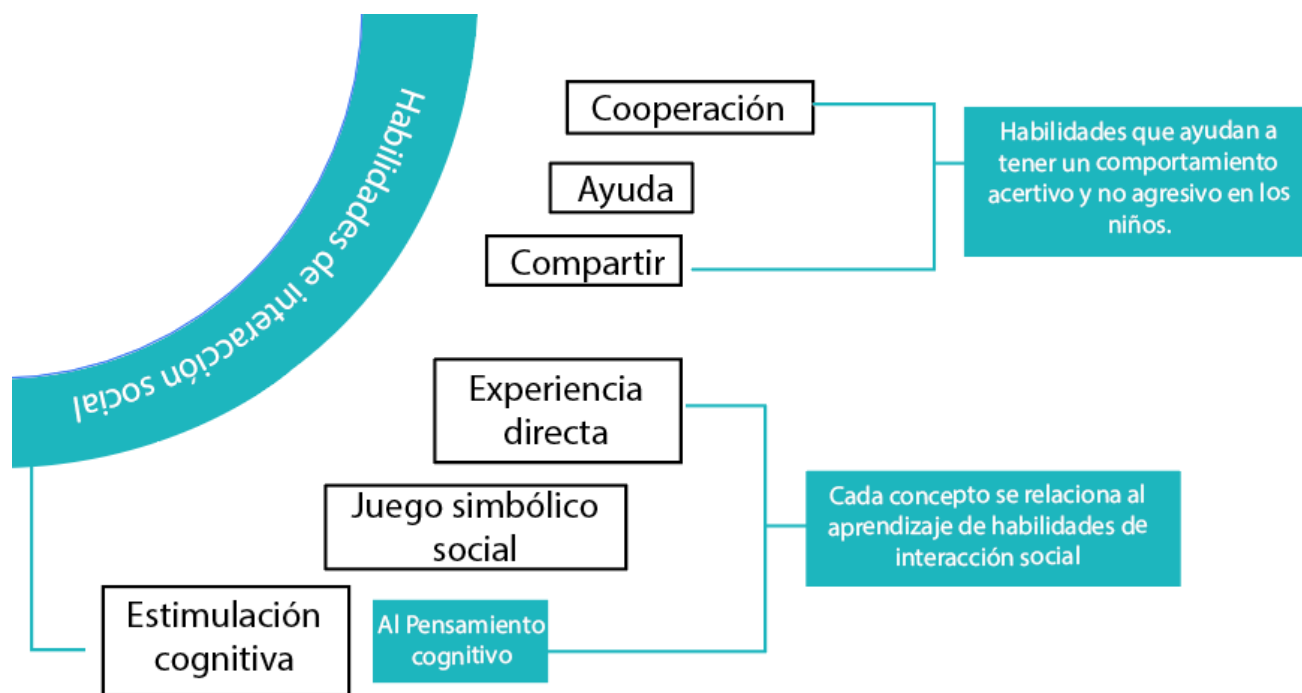 Habilidades de interacción social
Cooperación
Ayuda
Compartir
Habilidades que ayudan a
tener un comportamiento
acertivo y no agresivo en los
niños.
Experiencia
directa
Juego simbólico
social
Estimulación
cognitiva
Al Pensamiento
cognitivo
Cada concepto se relaciona al
aprendizaje de habilidades de
interacción social